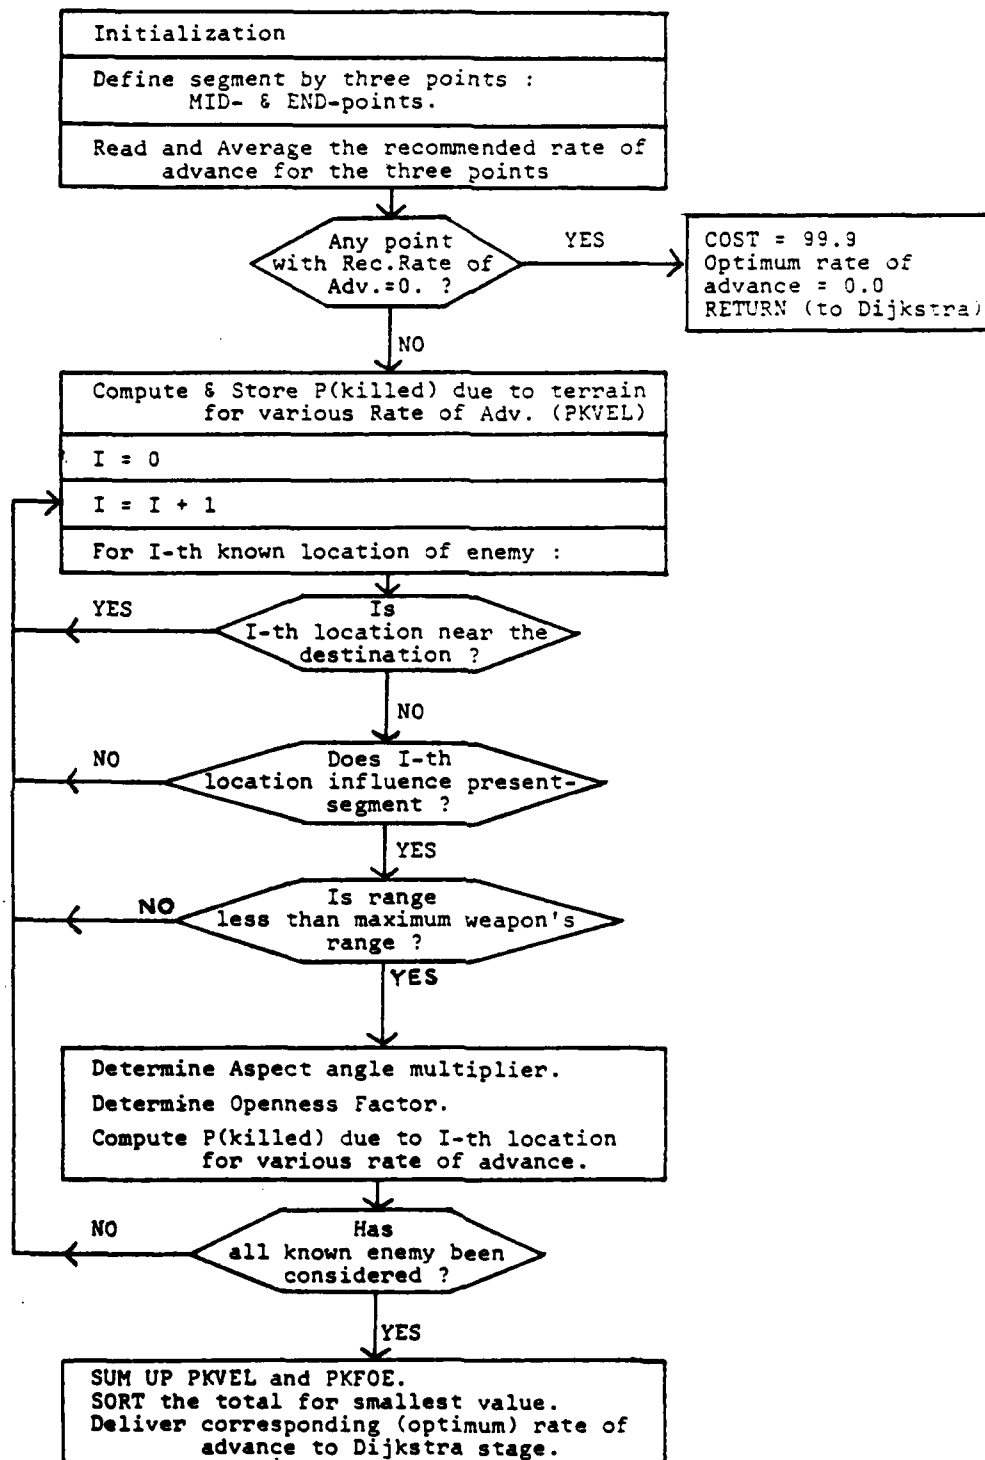 Initialization
Define segment by three points :
MID- & END-points.
Read and Average the recommended rate of
advance for the three points
Any point
with Rec.Rate of
Adv.=0. ?
YES
COST = 99.9
Optimum rate of
advance = 0.0
RETURN (to Dijkstra)
NO
Compute & Store P(killed) due to terrain
for various Rate of Adv. (PKVEL)
I = 0
I = I + 1
For I-th known location of enemy :
YES
Is
I-th location near the
destination ?
NO
NO
Does I-th
location influence present-
segment ?
YES
NO
Is range
less than maximum weapon's
range ?
YES
Determine Aspect angle multiplier.
Determine Openness Factor.
Compute P(killed) due to I-th location
for various rate of advance.
NO
Has
all known enemy been
considered ?
YES
SUM UP PKVEL and PKFOE.
SORT the total for smallest value.
Deliver corresponding (optimum) rate of
advance to Dijkstra stage.